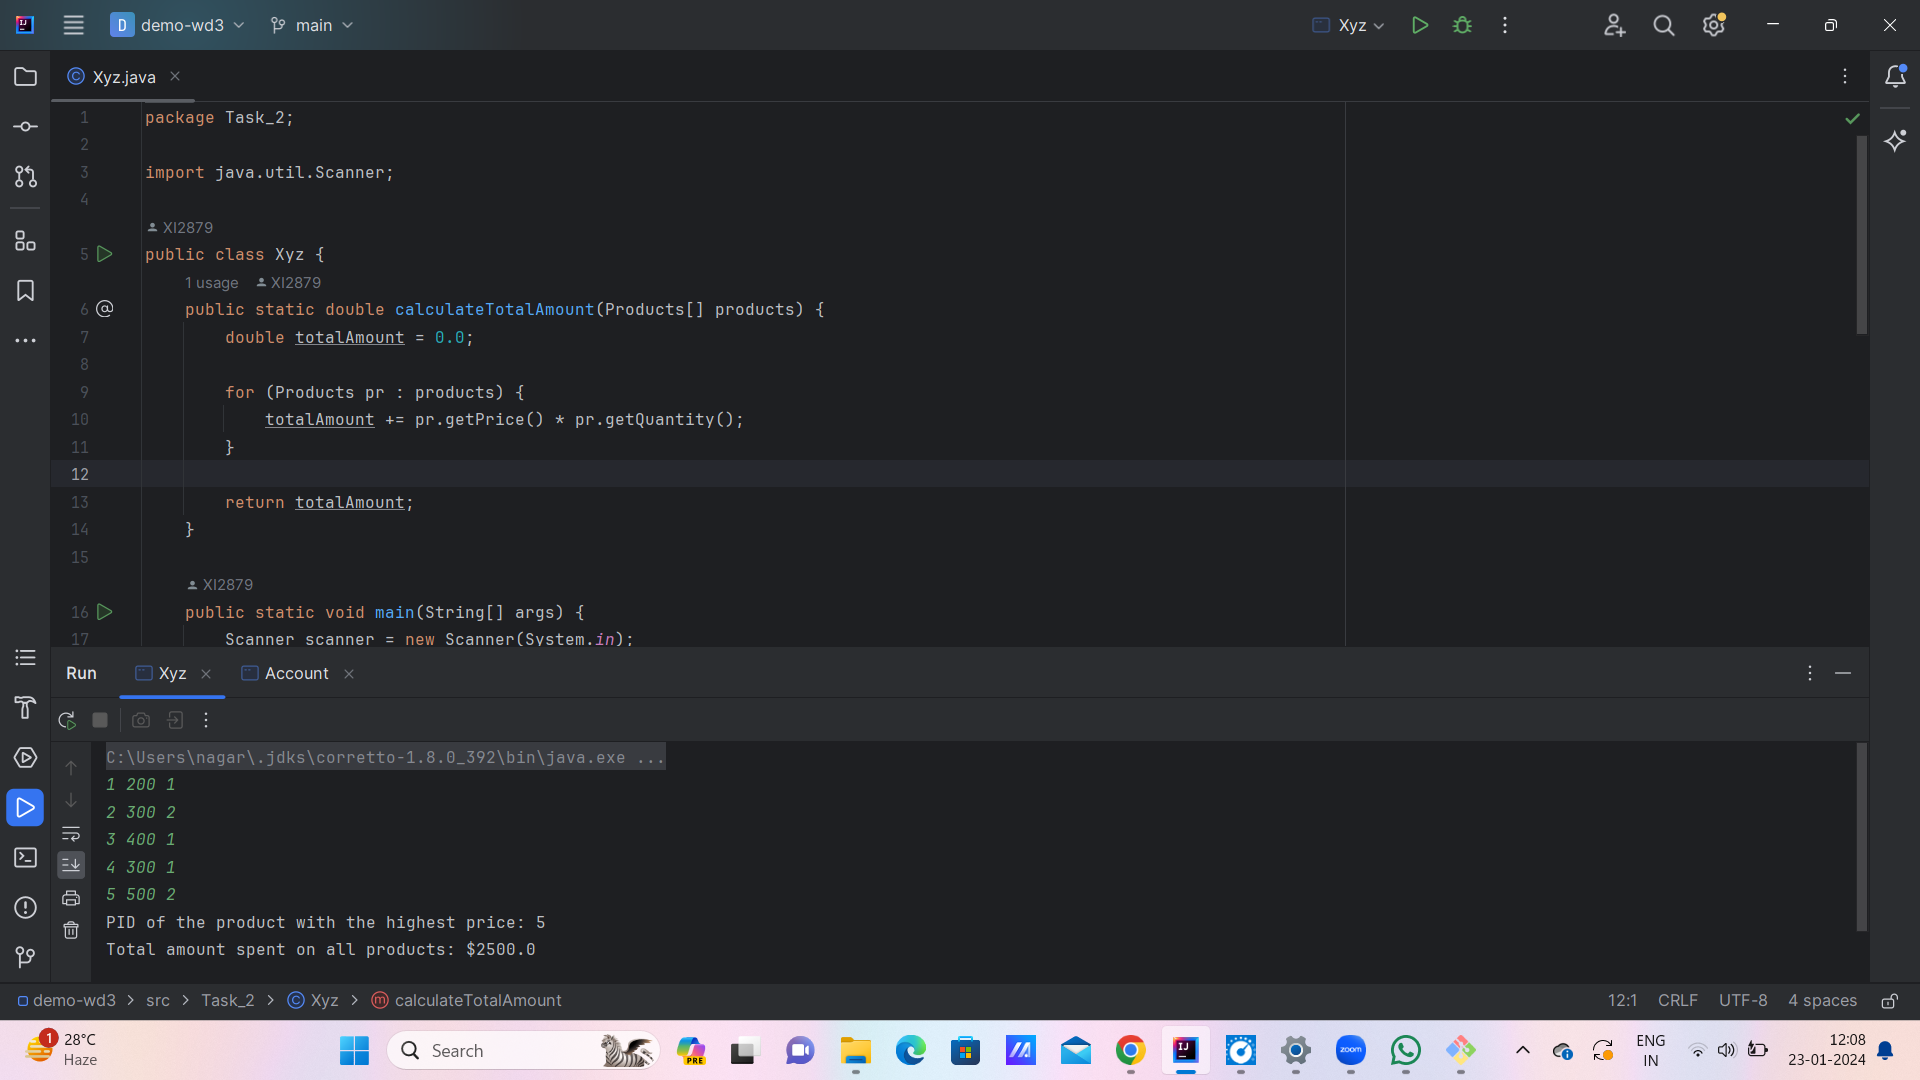 D demo-wd3 main Xyz
Xyz.java
1 package Task_2;
2
3 import java.util.Scanner;
4
XI2879
5 public class Xyz {
1 usage XI2879
6 @ public static double calculateTotalAmount(Products[] products) {
7 double totalAmount = 0.0;
8
9 for (Products pr : products) {
10 totalAmount += pr.getPrice() * pr.getQuantity();
11 }
12
13 return totalAmount;
14 }
15
XI2879
16 public static void main(String[] args) {
17 Scanner scanner = new Scanner(System.in);
Run Xyz Account
C:\Users\nagar\.jdks\corretto-1.8.0_392\bin\java.exe ...
1 200 1
2 300 2
3 400 1
4 300 1
5 500 2
PID of the product with the highest price: 5
Total amount spent on all products: $2500.0
demo-wd3 > src > Task_2 > Xyz > calculateTotalAmount 12:1 CRLF UTF-8 4 spaces
1 28°C
Haze
Search
PRE
zoom
ENG
IN
12:08
23-01-2024